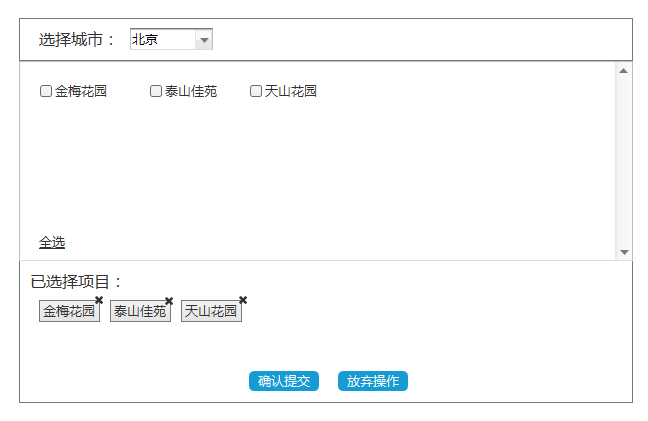 选择城市： 北京
金梅花园 泰山佳苑 天山花园
全选
已选择项目：
金梅花园 泰山佳苑 天山花园
确认提交 放弃操作